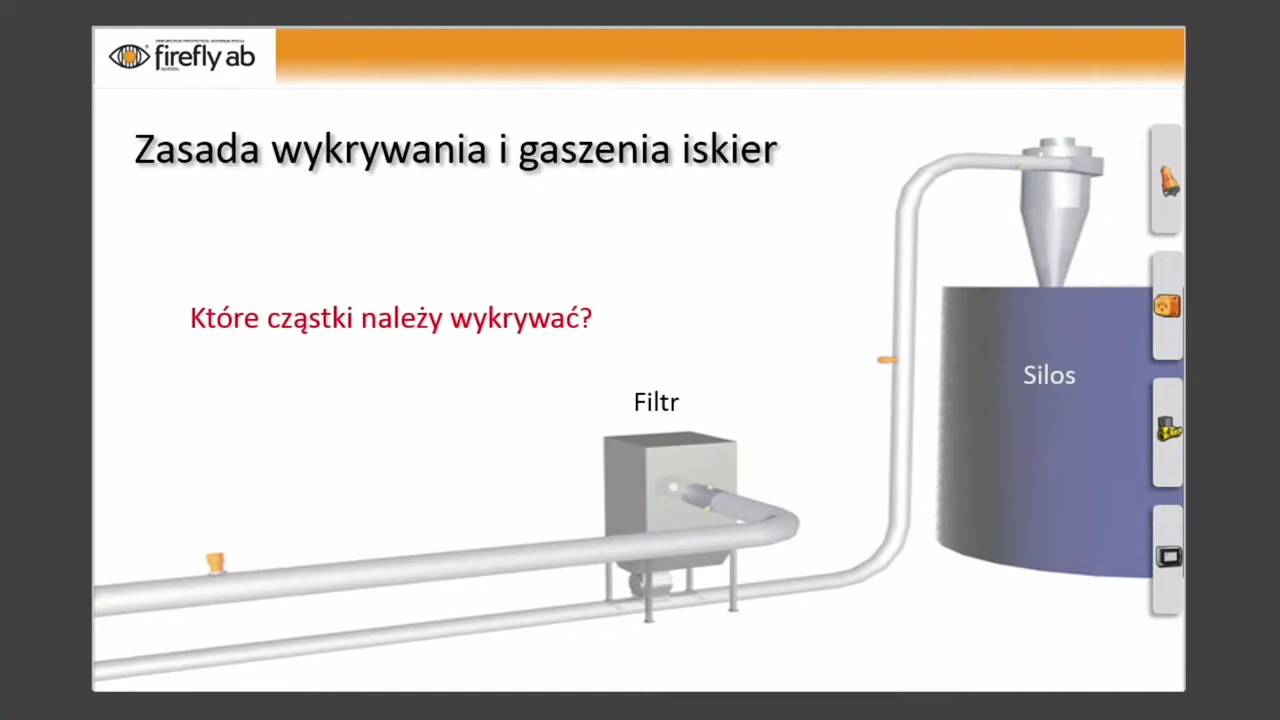 firefly ab
Zasada wykrywania i gaszenia iskier
Które cząstki należy wykrywać?
Filtr
Silos